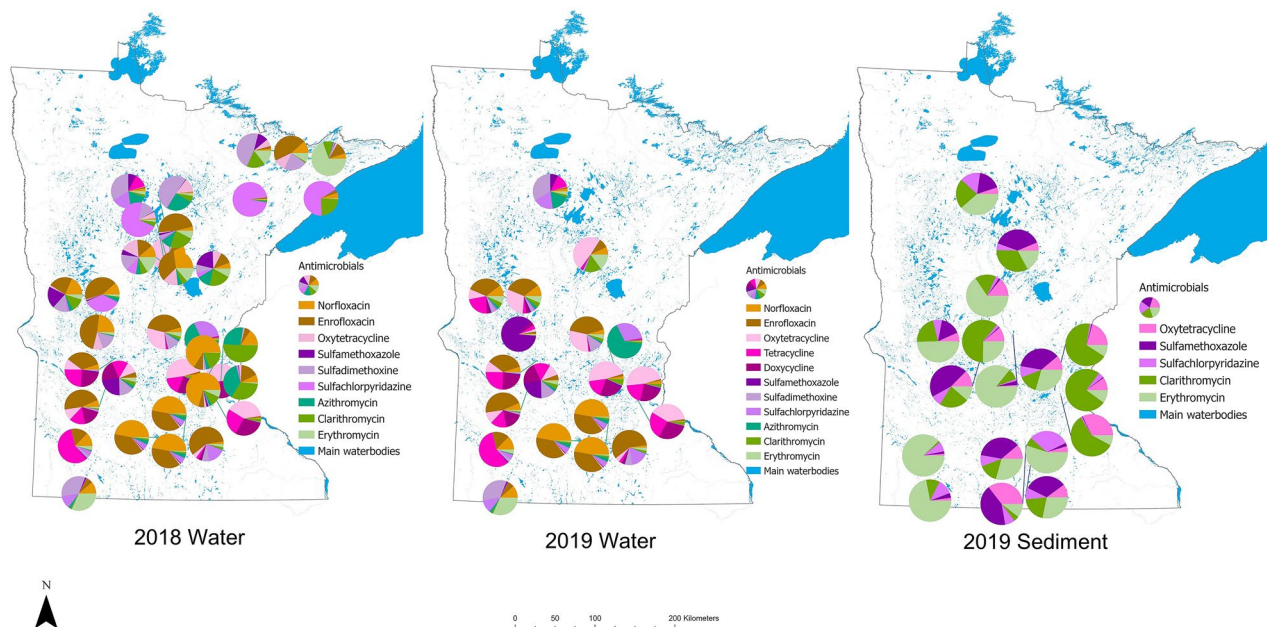 Antimicrobials
Norfloxacin
Enrofloxacin
Oxytetracycline
Sulfamethoxazole
Sulfadimethoxine
Sulfachlorpyridazine
Azithromycin
Clarithromycin
Erythromycin
Main waterbodies
2018 Water
Antimicrobials
Norfloxacin
Enrofloxacin
Oxytetracycline
Tetracycline
Doxycycline
Sulfamethoxazole
Sulfadimethoxine
Sulfachlorpyridazine
Azithromycin
Clarithromycin
Erythromycin
Main waterbodies
2019 Water
Antimicrobials
Oxytetracycline
Sulfamethoxazole
Sulfachlorpyridazine
Clarithromycin
Erythromycin
Main waterbodies
2019 Sediment
N
0 50 100 200 Kilometers